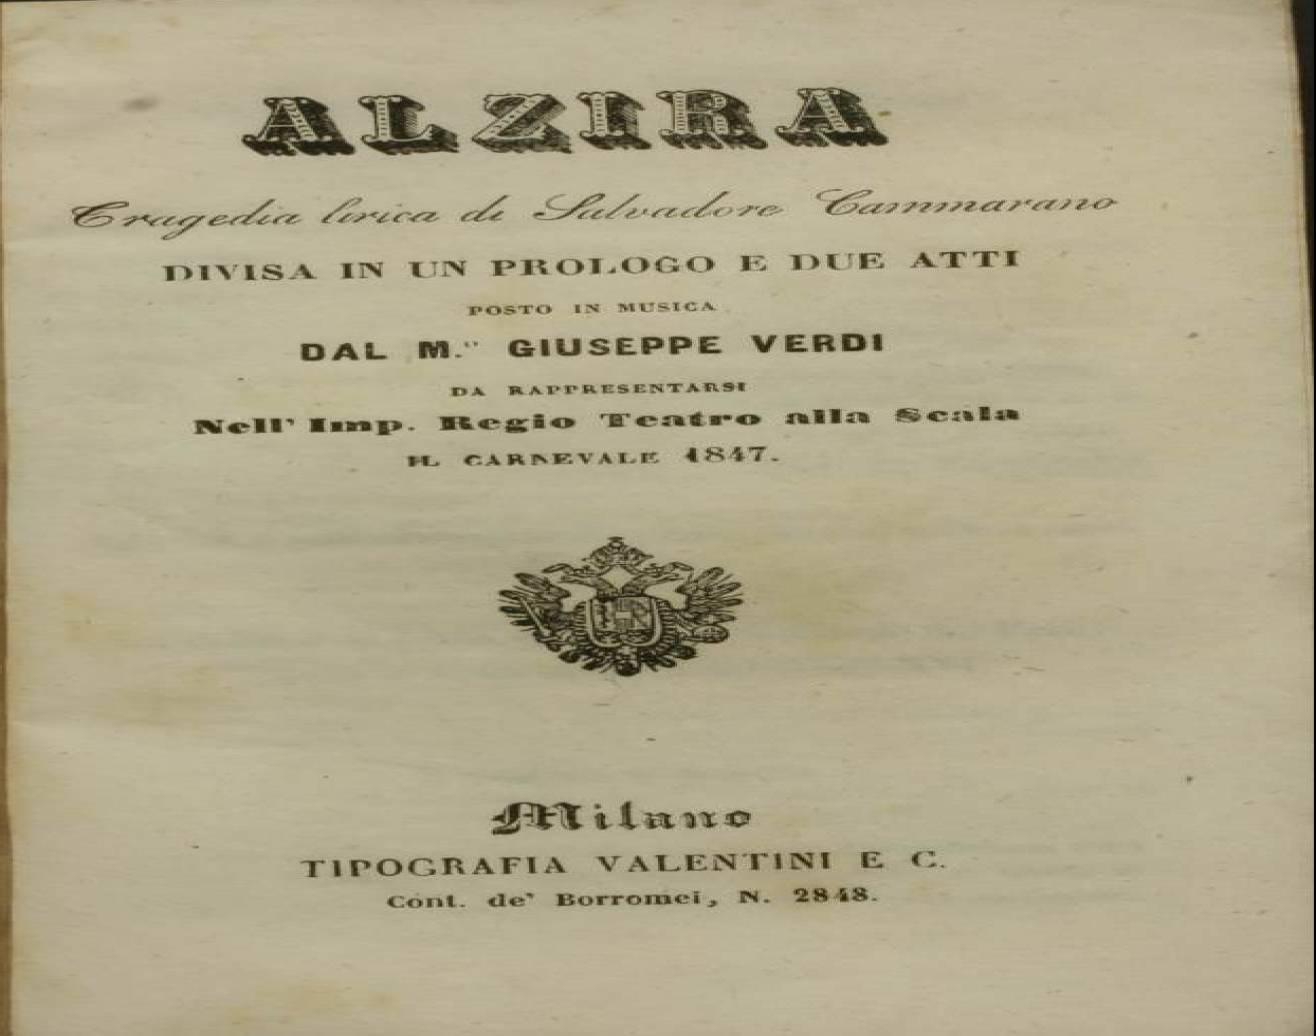 ALZIRA
Tragedia lirica di Salvadore Cammarano
DIVISA IN UN PROLOGO E DUE ATTI
POSTO IN MUSICA
DAL M.º GIUSEPPE VERDI
DA RAPPRESENTARSI
Nell' Imp. Regio Teatro alla Scala
IL CARNEVALE 1847.
Milano
TIPOGRAFIA VALENTINI E C.
Cont. de' Borromei, N. 2848.